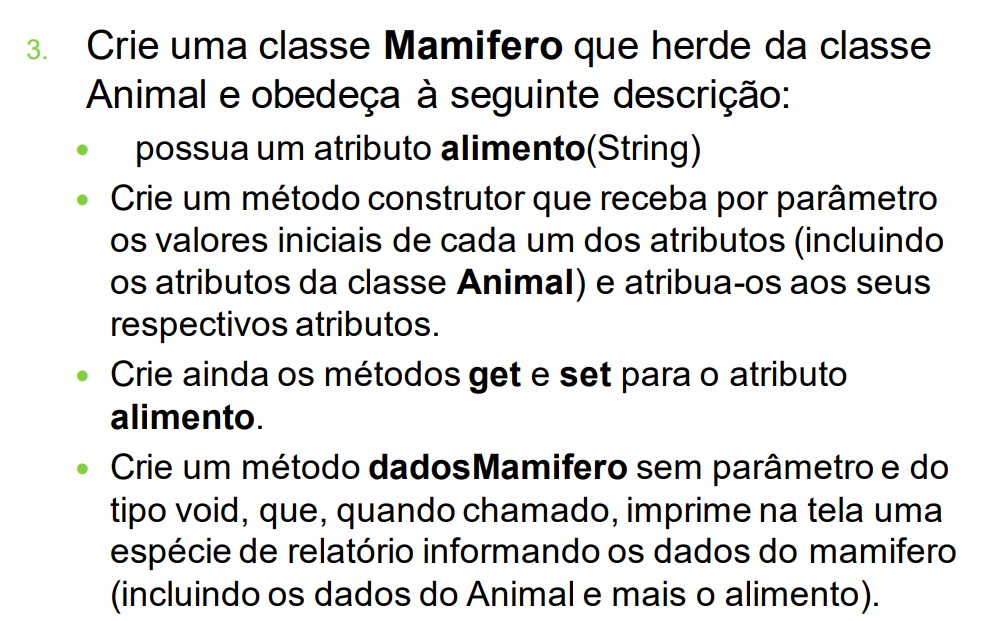 3. Crie uma classe Mamifero que herde da classe
Animal e obedeça à seguinte descrição:
• possua um atributo alimento(String)
• Crie um método construtor que receba por parâmetro
os valores iniciais de cada um dos atributos (incluindo
os atributos da classe Animal) e atribua-os aos seus
respectivos atributos.
• Crie ainda os métodos get e set para o atributo
alimento.
• Crie um método dadosMamifero sem parâmetro e do
tipo void, que, quando chamado, imprime na tela uma
espécie de relatório informando os dados do mamifero
(incluindo os dados do Animal e mais o alimento).